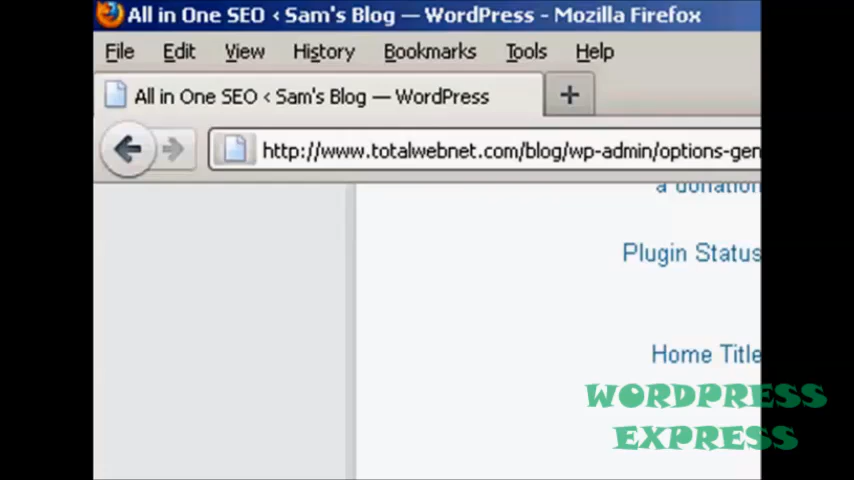 All in One SEO ‹ Sam's Blog — WordPress - Mozilla Firefox
File Edit View History Bookmarks Tools Help
All in One SEO ‹ Sam's Blog — WordPress
http://www.totalwebnet.com/blog/wp-admin/options-gen
a donation
Plugin Status
Home Title
WORDPRESS
EXPRESS